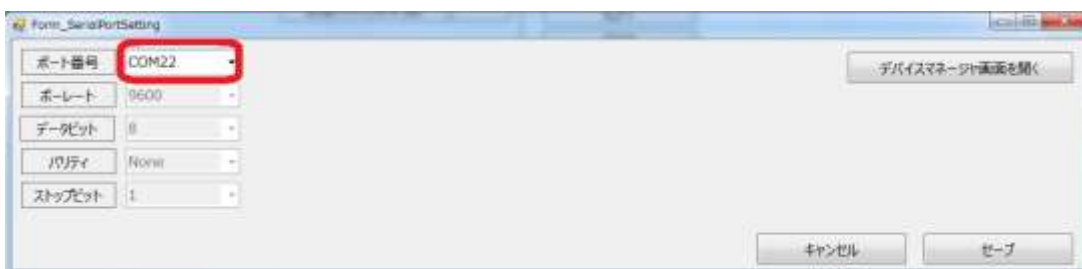 Form_SerialPortSetting
ポート番号 COM22 デバイスマネージャ画面を開く
ボーレート 9600
データビット 8
パリティ None
ストップビット 1
キャンセル セーブ